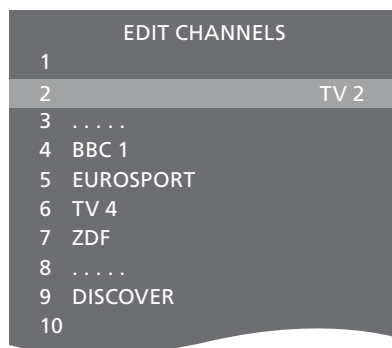 EDIT CHANNELS
1
2 TV 2
3 . . . . .
4 BBC 1
5 EUROSPORT
6 TV 4
7 ZDF
8 . . . . .
9 DISCOVER
10